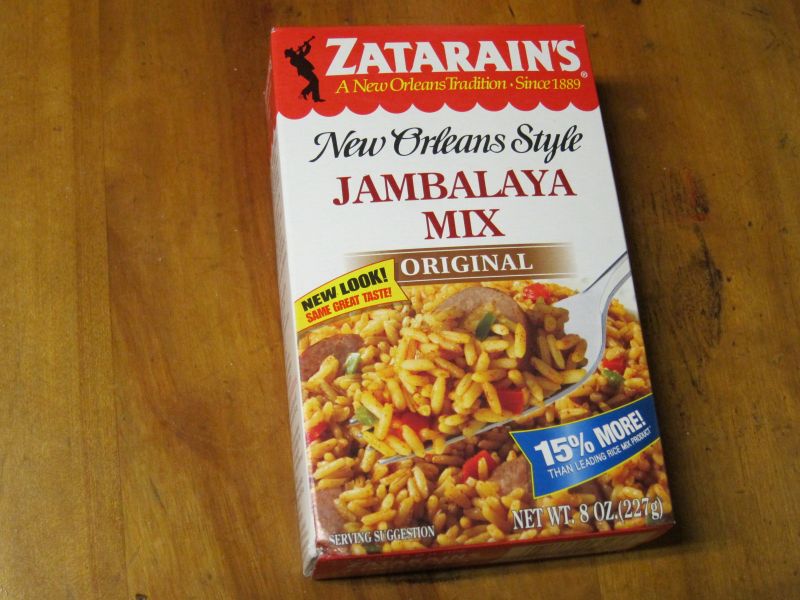 ZATARAIN'S®
A New Orleans Tradition · Since 1889
New Orleans Style
JAMBALAYA
MIX
ORIGINAL
NEW LOOK!
SAME GREAT TASTE!
15% MORE!
THAN LEADING RICE MIX PRODUCT
NET WT. 8 OZ.(227g)
SERVING SUGGESTION